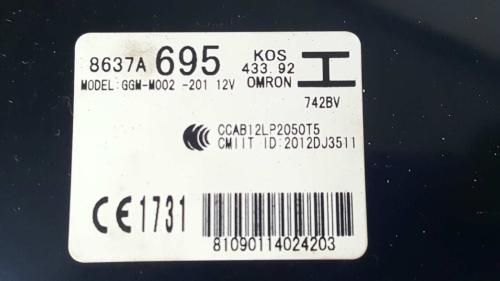 8637A 695 KOS
433.92
MODEL:GGM-M002 -201 12V OMRON
742BV
CCAB12LP2050T5
CMIIT ID:2012DJ3511
CE1731
81090114024203